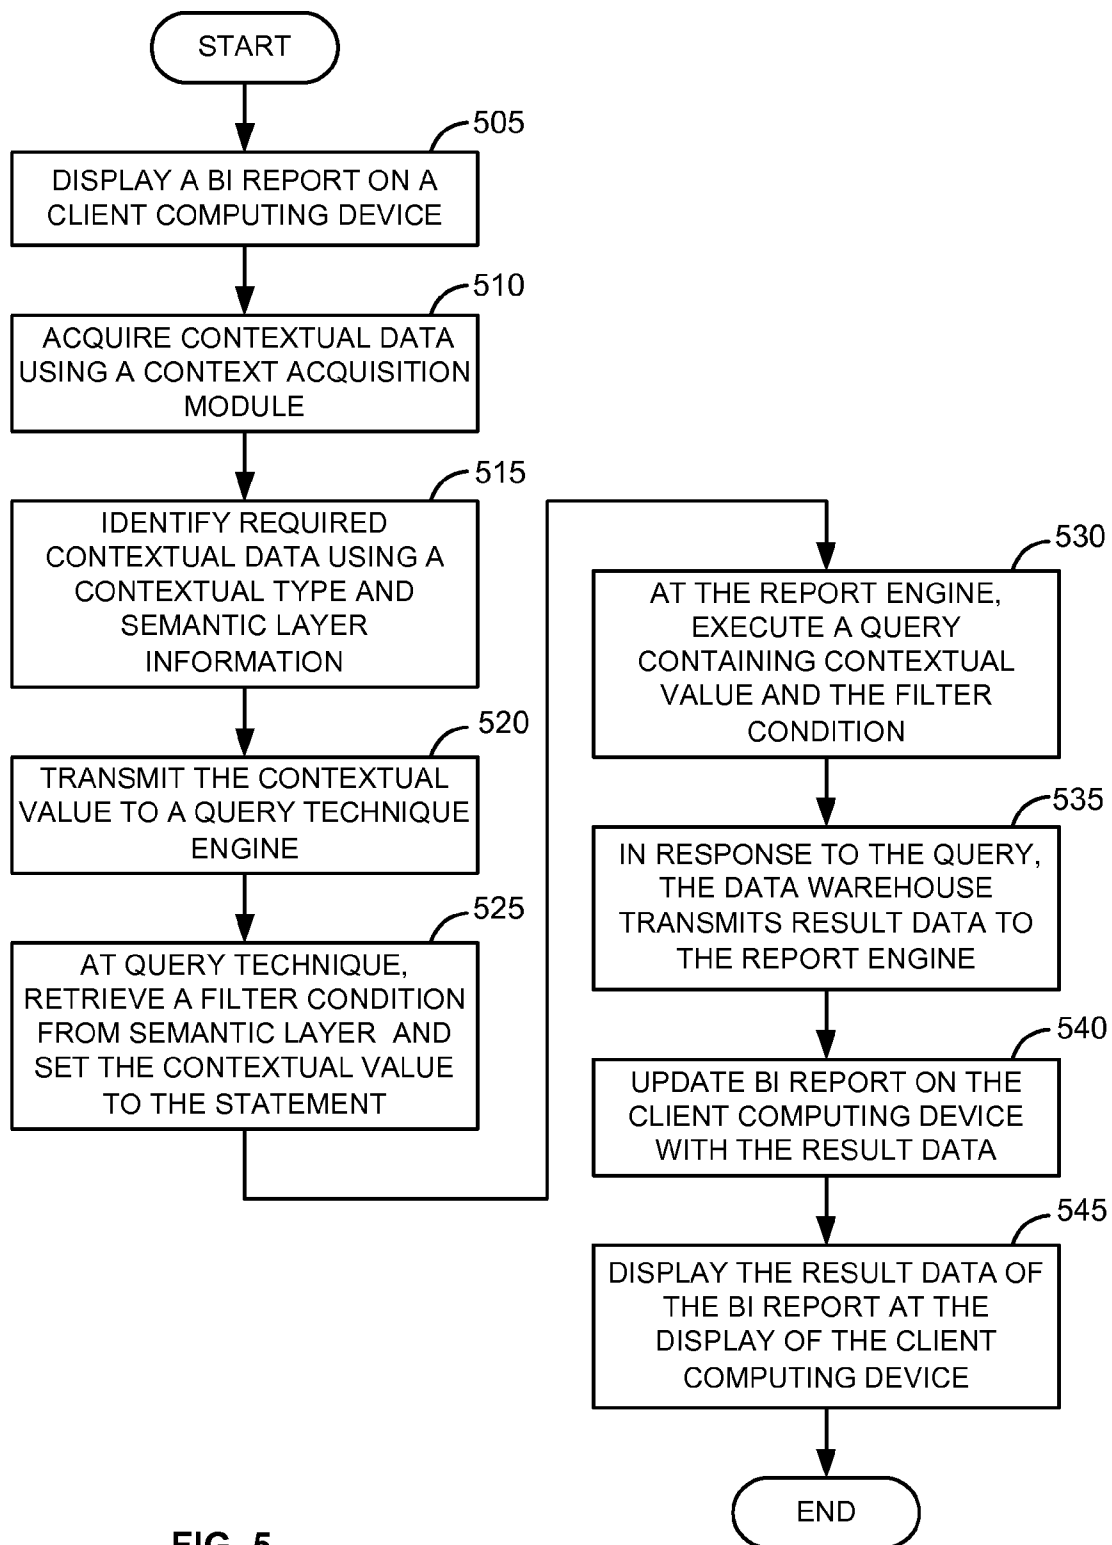 START
505
DISPLAY A BI REPORT ON A
CLIENT COMPUTING DEVICE
510
ACQUIRE CONTEXTUAL DATA
USING A CONTEXT ACQUISITION
MODULE
515
IDENTIFY REQUIRED
CONTEXTUAL DATA USING A
CONTEXTUAL TYPE AND
SEMANTIC LAYER
INFORMATION
520
TRANSMIT THE CONTEXTUAL
VALUE TO A QUERY TECHNIQUE
ENGINE
525
AT QUERY TECHNIQUE,
RETRIEVE A FILTER CONDITION
FROM SEMANTIC LAYER AND
SET THE CONTEXTUAL VALUE
TO THE STATEMENT
530
AT THE REPORT ENGINE,
EXECUTE A QUERY
CONTAINING CONTEXTUAL
VALUE AND THE FILTER
CONDITION
535
IN RESPONSE TO THE QUERY,
THE DATA WAREHOUSE
TRANSMITS RESULT DATA TO
THE REPORT ENGINE
540
UPDATE BI REPORT ON THE
CLIENT COMPUTING DEVICE
WITH THE RESULT DATA
545
DISPLAY THE RESULT DATA OF
THE BI REPORT AT THE
DISPLAY OF THE CLIENT
COMPUTING DEVICE
END
FIG. 5